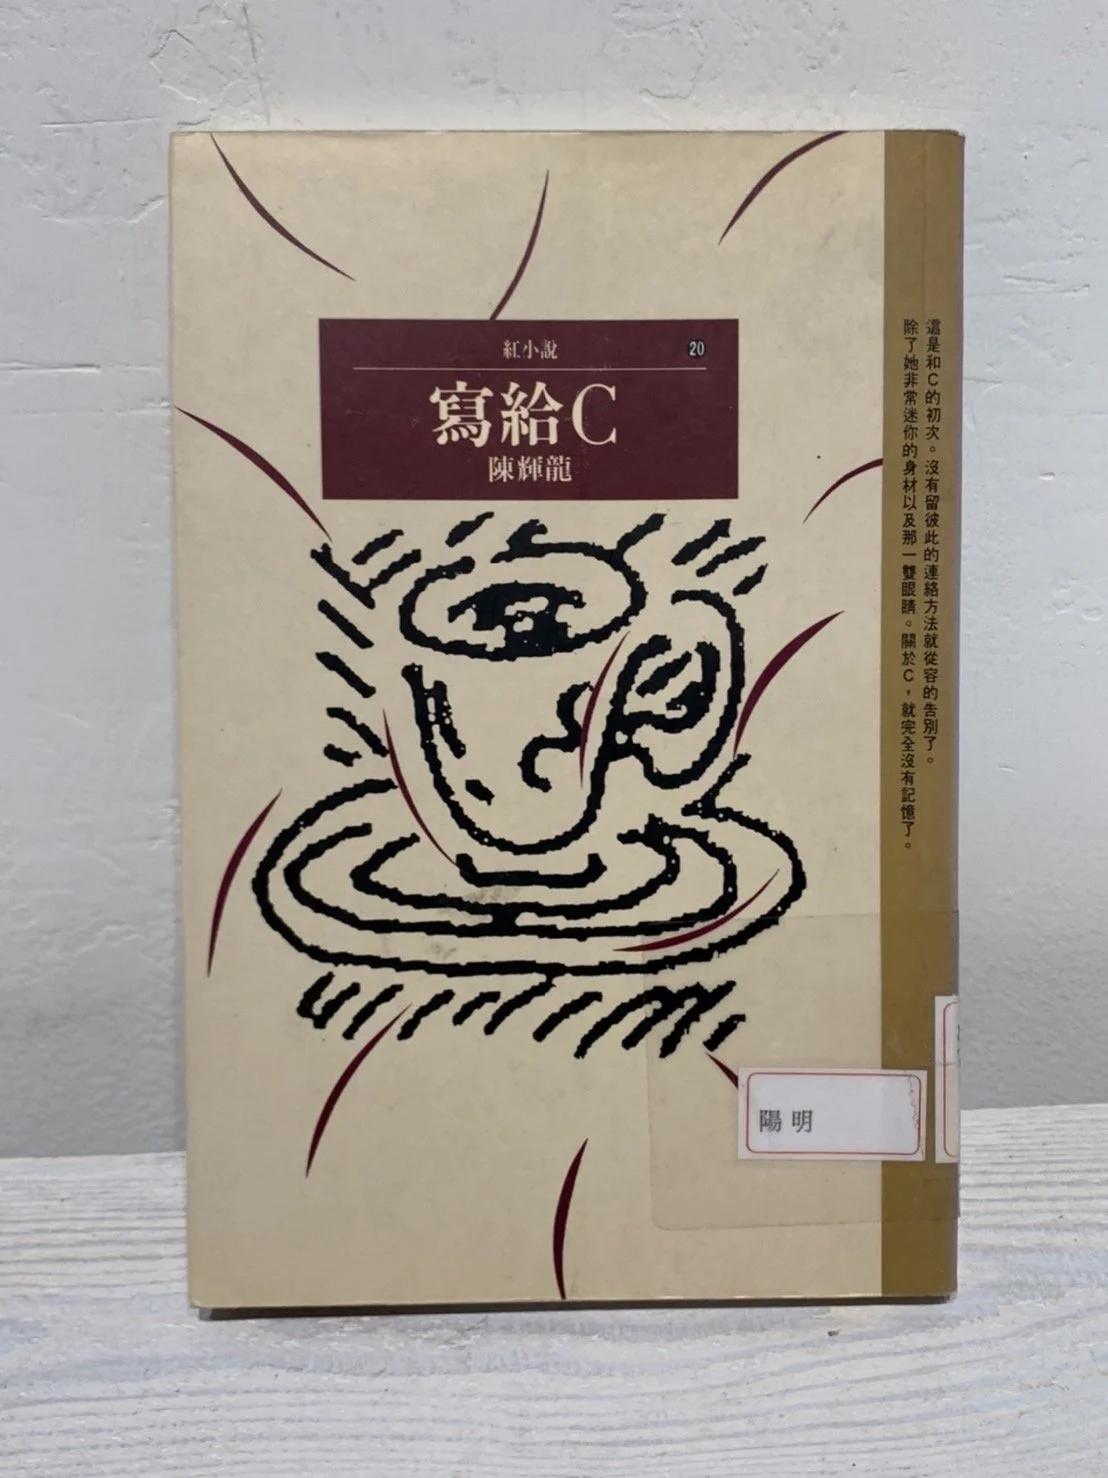 紅小說 20
寫給C
陳輝龍
這是和C的初次。沒有留彼此的連絡方法就從容的告別了。
除了她非常迷你的身材以及那一雙眼睛。關於C，就完全沒有記憶了。
陽明